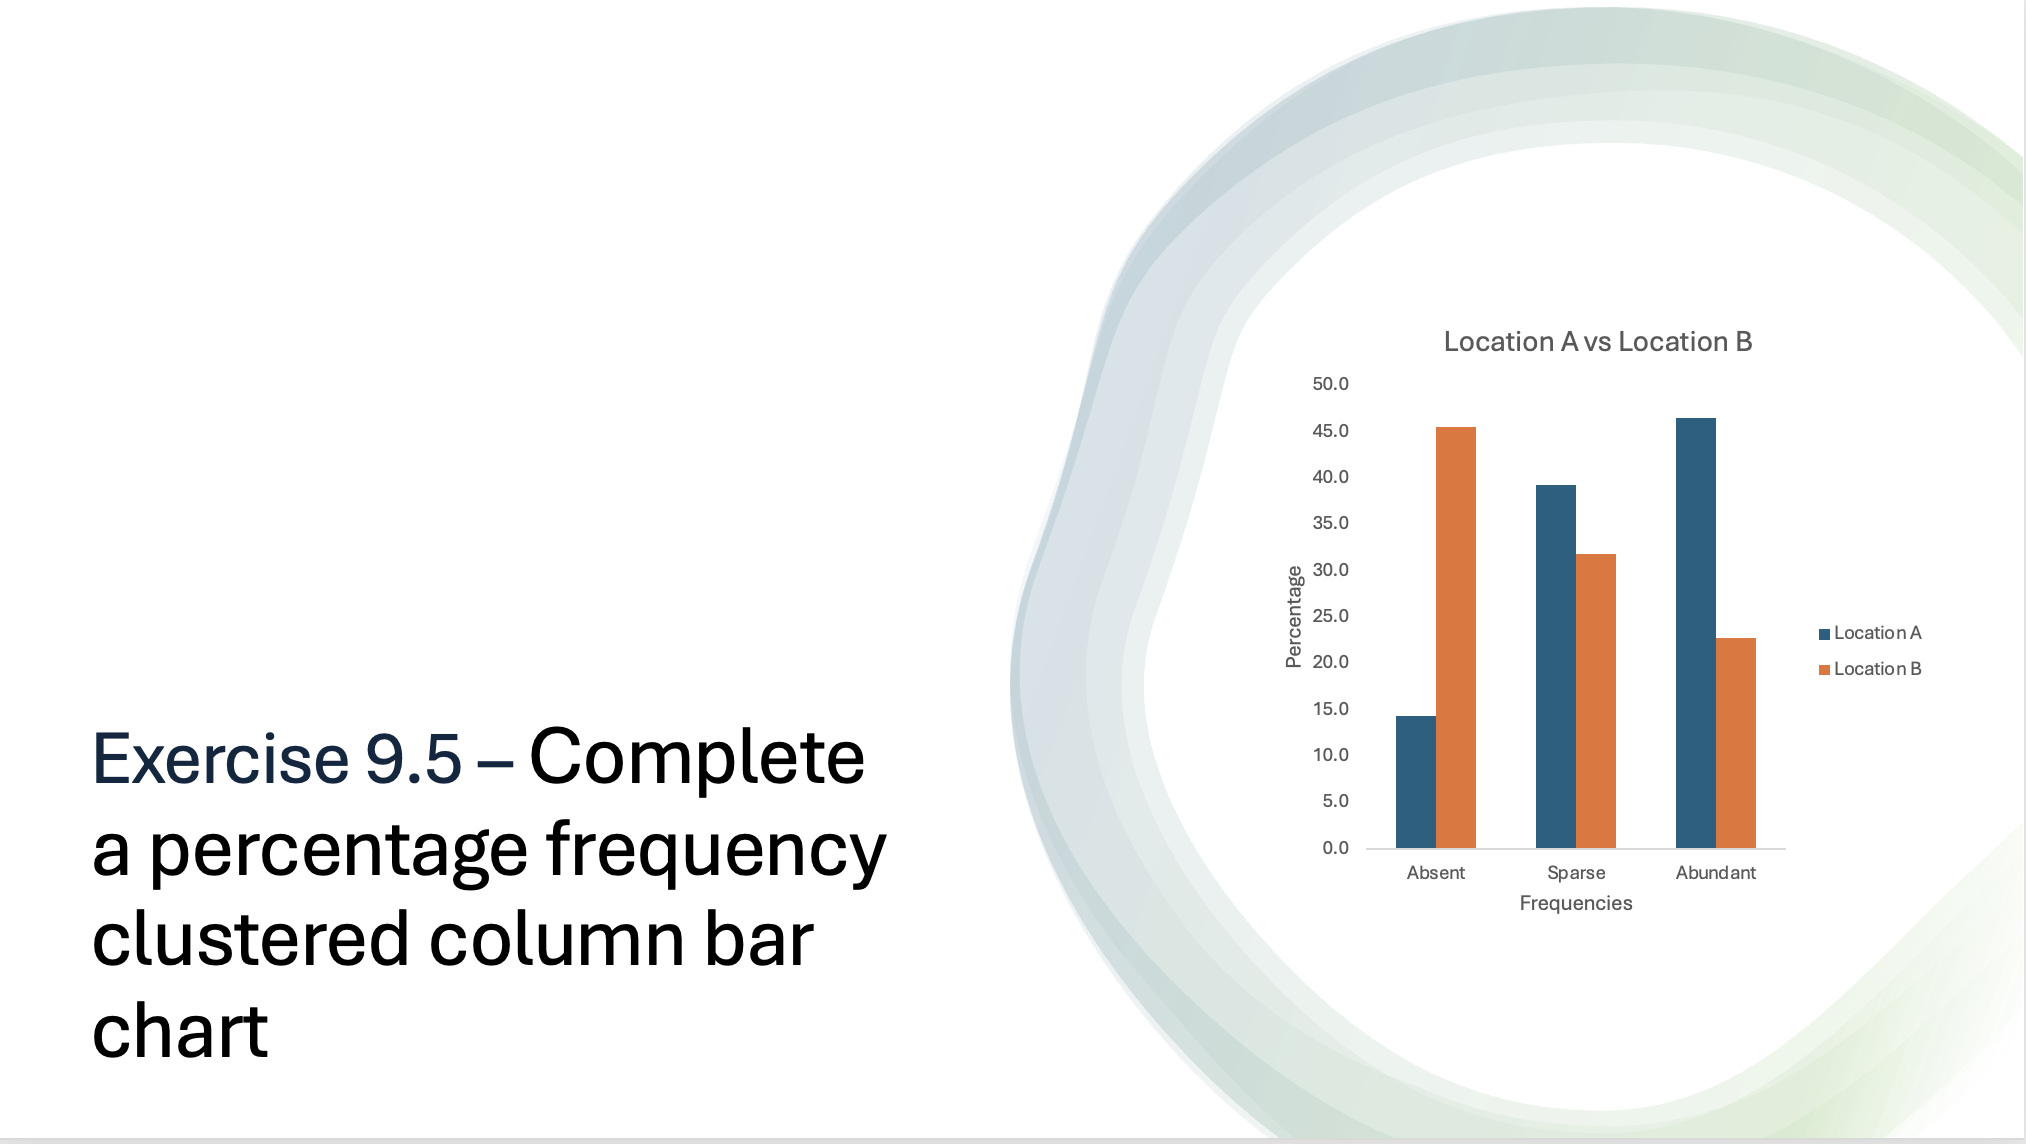 Exercise 9.5 – Complete
a percentage frequency
clustered column bar
chart
Location A vs Location B
50.0
45.0
40.0
35.0
30.0
25.0
20.0
15.0
10.0
5.0
0.0
Percentage
Absent Sparse Abundant
Frequencies
Location A
Location B